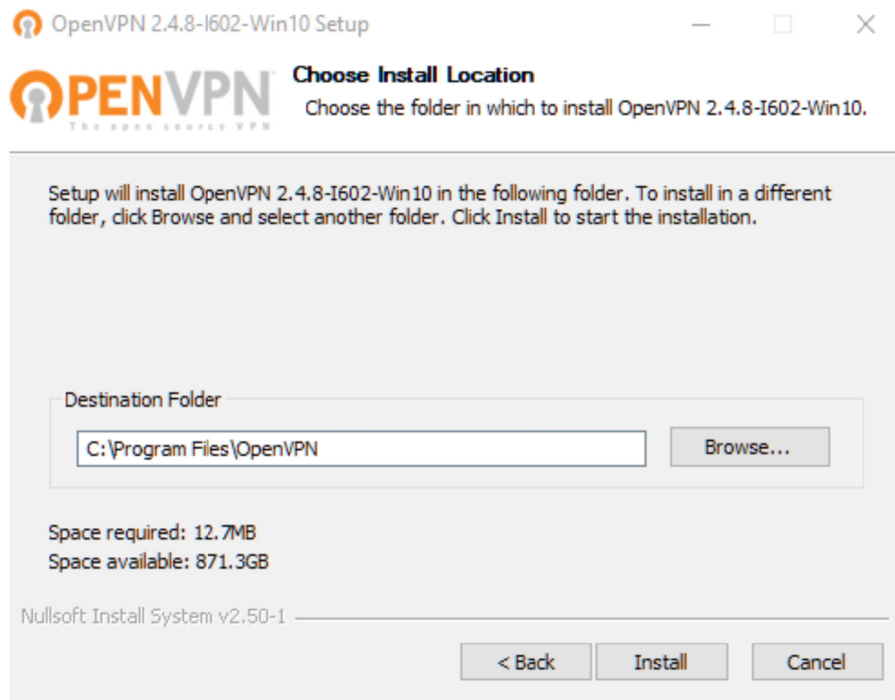 OpenVPN 2.4.8-I602-Win10 Setup
OPENVPN
The open source VPN
Choose Install Location
Choose the folder in which to install OpenVPN 2.4.8-I602-Win10.
Setup will install OpenVPN 2.4.8-I602-Win10 in the following folder. To install in a different
folder, click Browse and select another folder. Click Install to start the installation.
Destination Folder
C:\Program Files\OpenVPN
Browse...
Space required: 12.7MB
Space available: 871.3GB
Nullsoft Install System v2.50-1
< Back
Install
Cancel